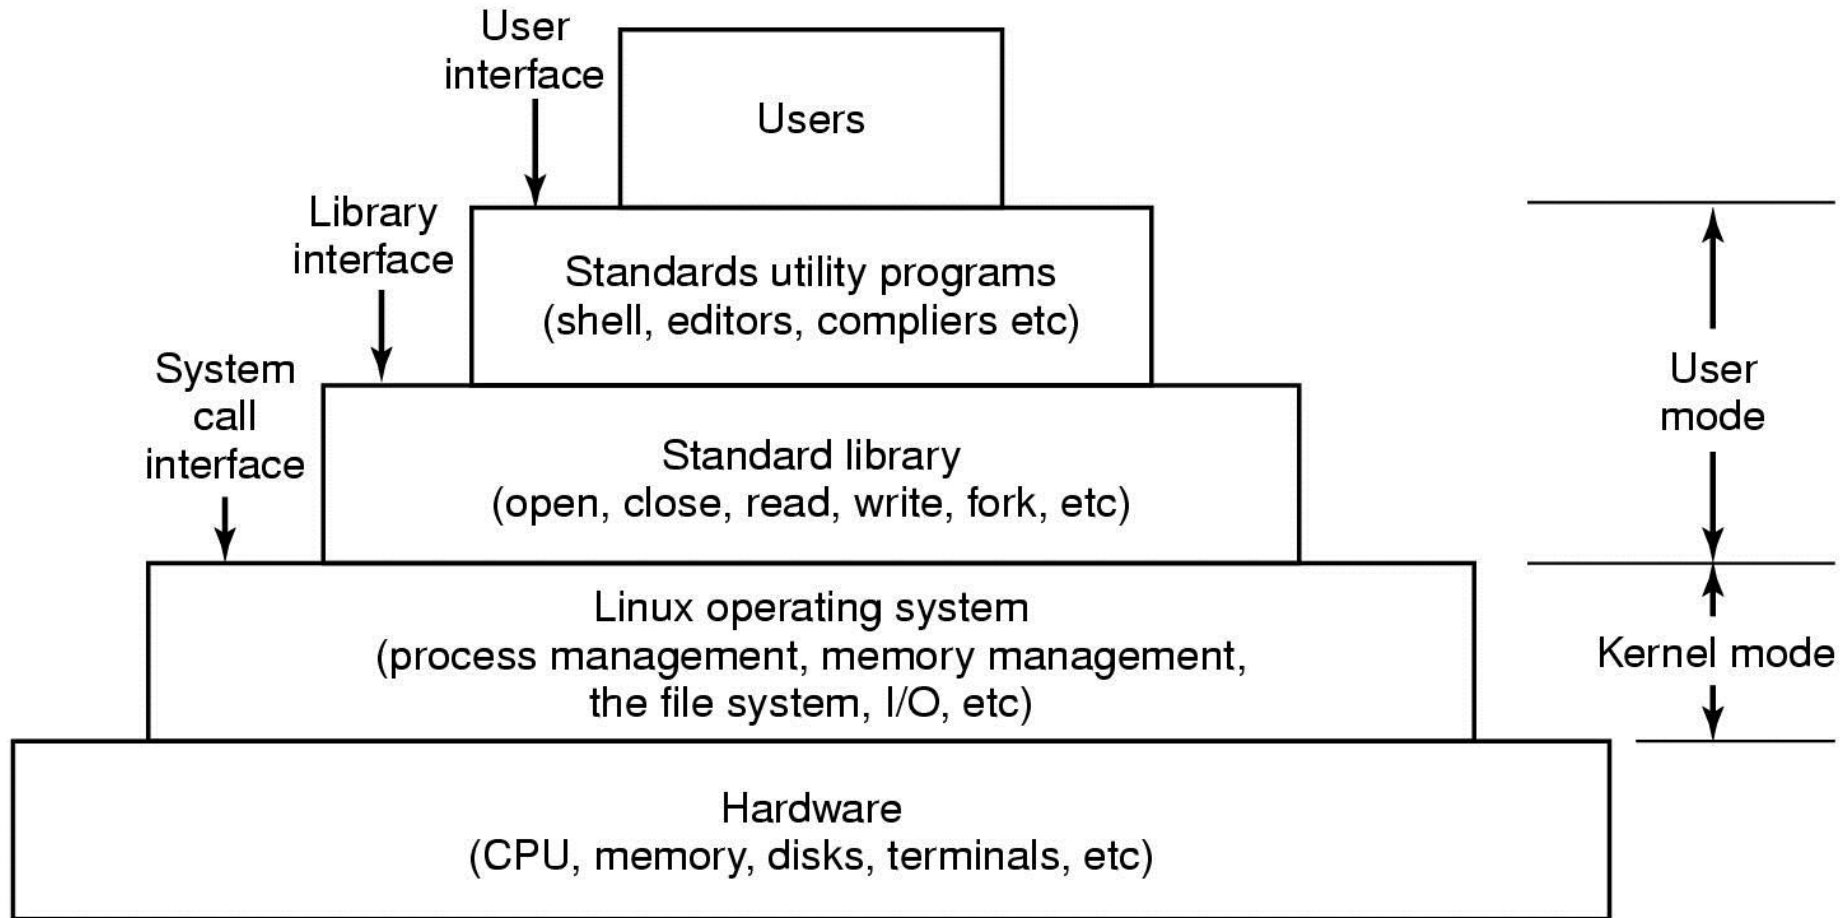 User
interface
Users
Library
interface
Standards utility programs
(shell, editors, compliers etc)
System
call
interface
User
mode
Standard library
(open, close, read, write, fork, etc)
Linux operating system
(process management, memory management,
the file system, I/O, etc)
Kernel mode
Hardware
(CPU, memory, disks, terminals, etc)